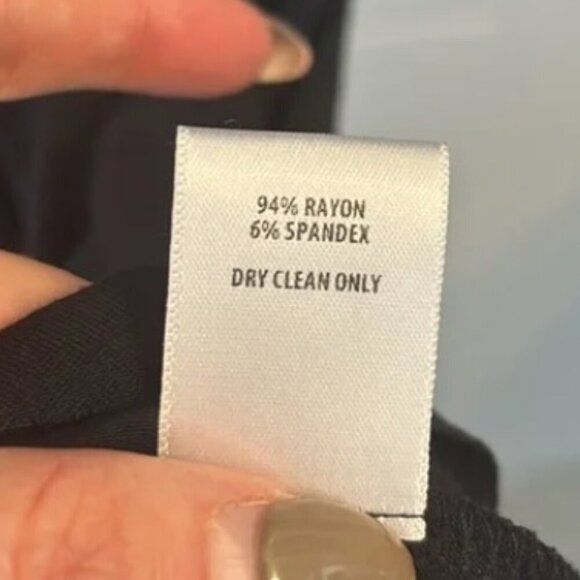 94% RAYON
6% SPANDEX
DRY CLEAN ONLY